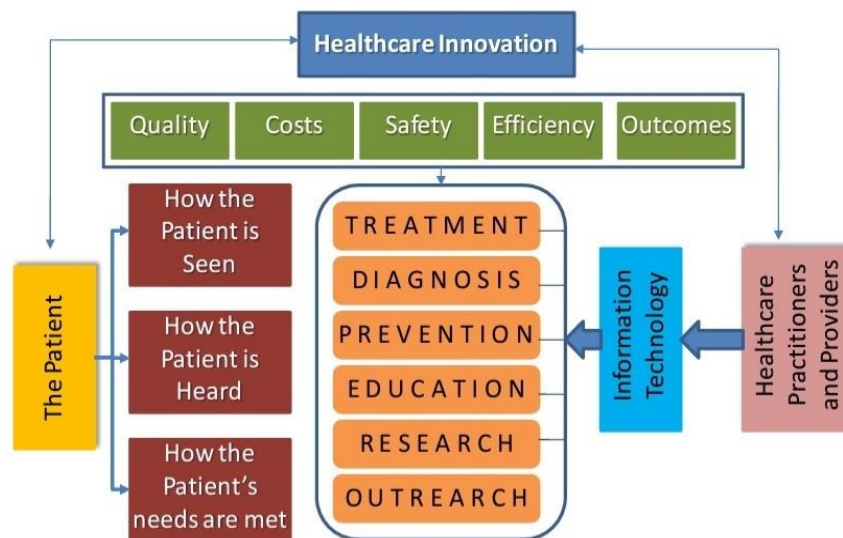 Healthcare Innovation
Quality
Costs
Safety
Efficiency
Outcomes
How the
Patient is
Seen
How the
Patient is
Heard
How the
Patient's
needs are met
The Patient
TREATMENT
DIAGNOSIS
PREVENTION
EDUCATION
RESEARCH
OUTREARCH
Information
Technology
Healthcare
Practitioners
and Providers